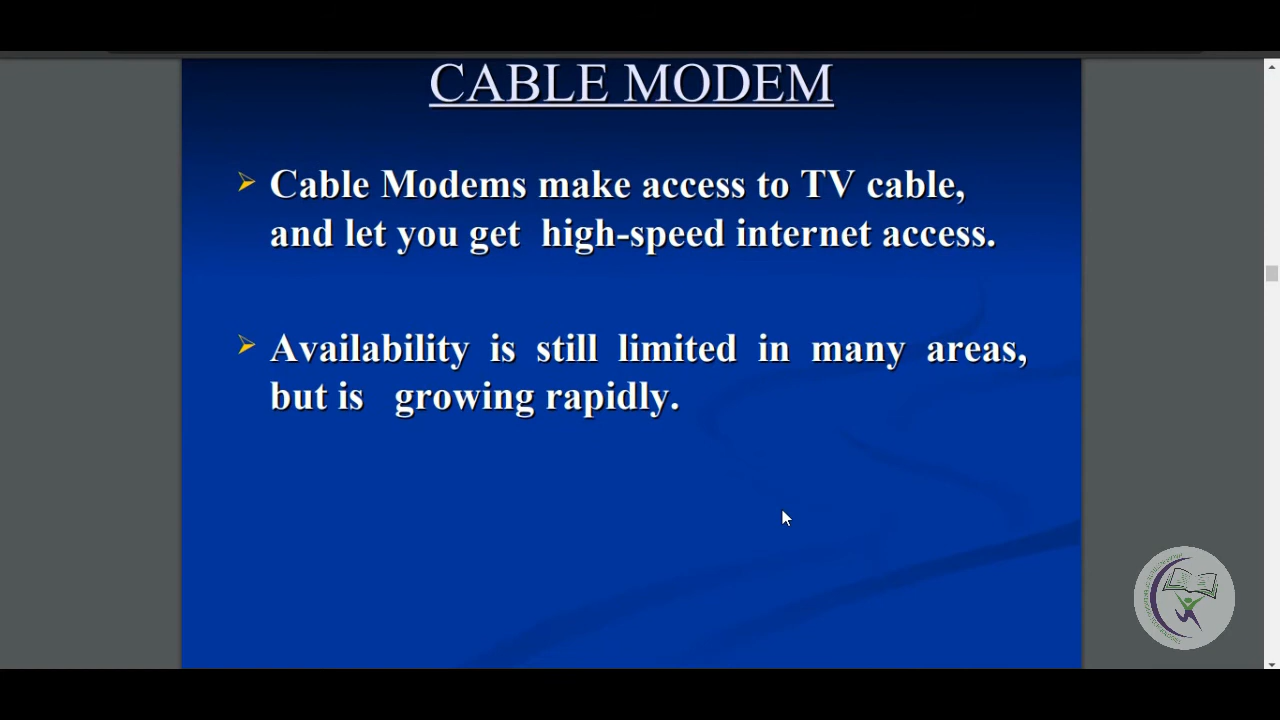 CABLE MODEM
Cable Modems make access to TV cable,
and let you get high-speed internet access.
Availability is still limited in many areas,
but is growing rapidly.